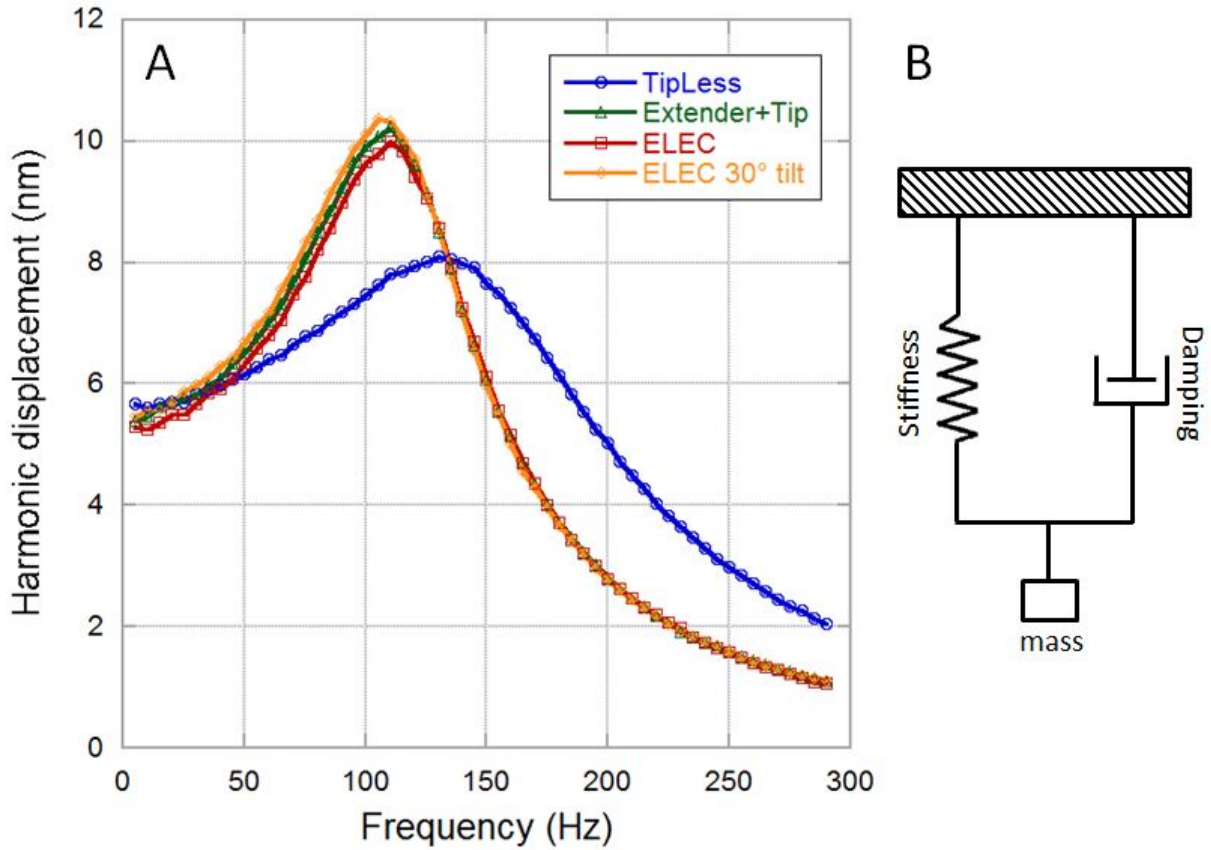 A
B
TipLess
Extender+Tip
ELEC
ELEC 30° tilt
Harmonic displacement (nm)
12
10
8
6
4
2
0
0 50 100 150 200 250 300
Frequency (Hz)
Stiffness
Damping
mass